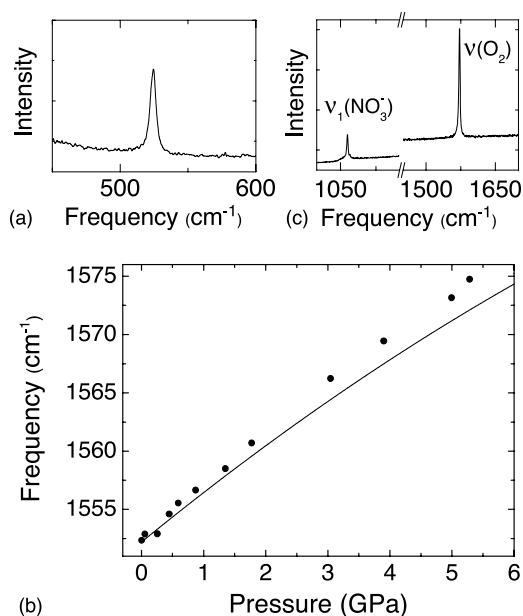 Intensity
500 600
Frequency (cm⁻¹)
(a)
Intensity
ν₁(NO₃⁻)
ν(O₂)
1050 1500 1650
Frequency (cm⁻¹)
(c)
Frequency (cm⁻¹)
1575
1570
1565
1560
1555
0 1 2 3 4 5 6
Pressure (GPa)
(b)